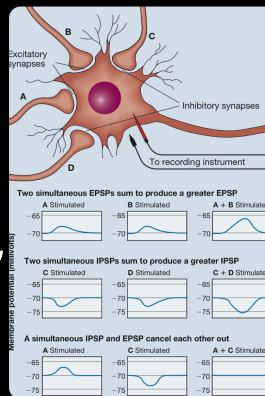 B
C
Excitatory
synapses
A
Inhibitory synapses
D
To recording instrument
Two simultaneous EPSPs sum to produce a greater EPSP
A Stimulated
B Stimulated
A + B Stimulate
−65
−70
−65
−70
−65
−70
Two simultaneous IPSPs sum to produce a greater IPSP
C Stimulated
D Stimulated
C + D Stimulate
−65
−70
−75
−65
−70
−75
−65
−70
−75
Membrane potential (millivolts)
A simultaneous IPSP and EPSP cancel each other out
A Stimulated
C Stimulated
A + C Stimulate
−65
−70
−75
−65
−70
−75
−65
−70
−75